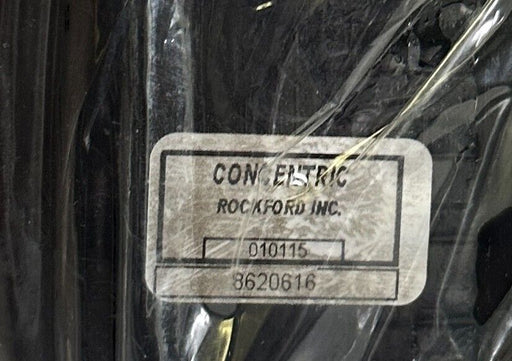 CONCENTRIC
ROCKFORD INC.
010115
8620616